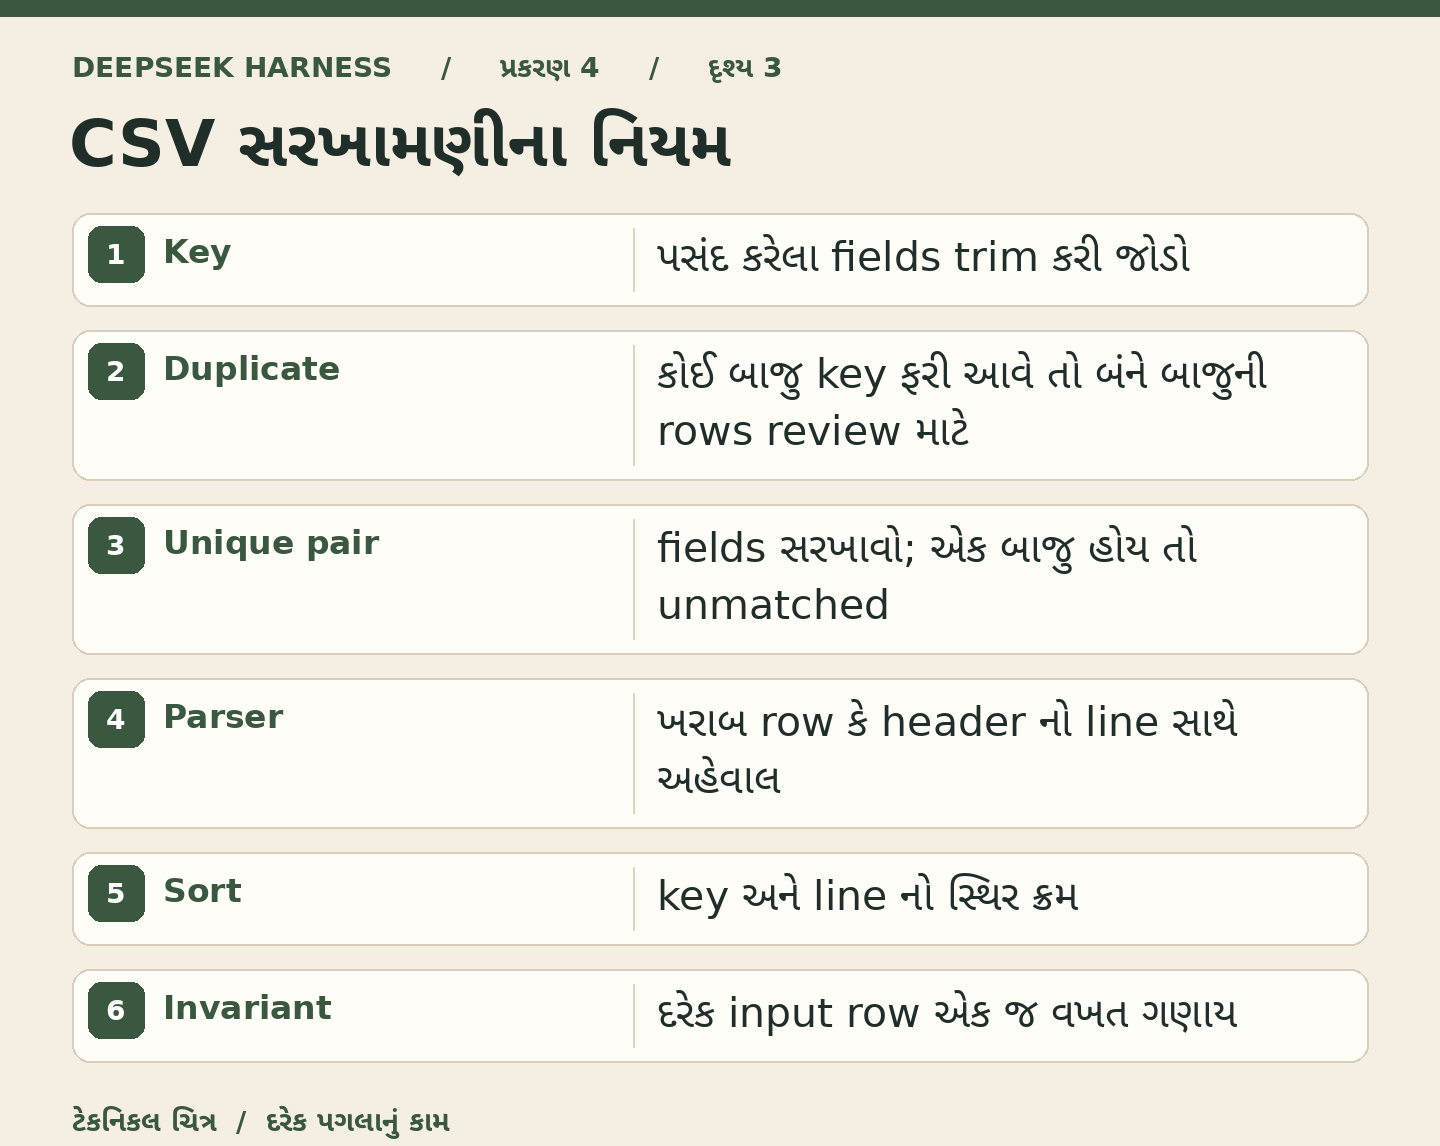 DEEPSEEK HARNESS / પ્રકરણ 4 / દૃશ્ય 3
CSV સરખામણીના નિયમ
1 Key
પસંદ કરેલા fields trim કરી જોડો
2 Duplicate
કોઈ બાજુ key ફરી આવે તો બંને બાજુની
rows review માટે
3 Unique pair
fields સરખાવો; એક બાજુ હોય તો
unmatched
4 Parser
ખરાબ row કે header નો line સાથે
અહેવાલ
5 Sort
key અને line નો સ્થિર ક્રમ
6 Invariant
દરેક input row એક જ વખત ગણાય
ટેકનિકલ ચિત્ર / દરેક પગલાનું કામ